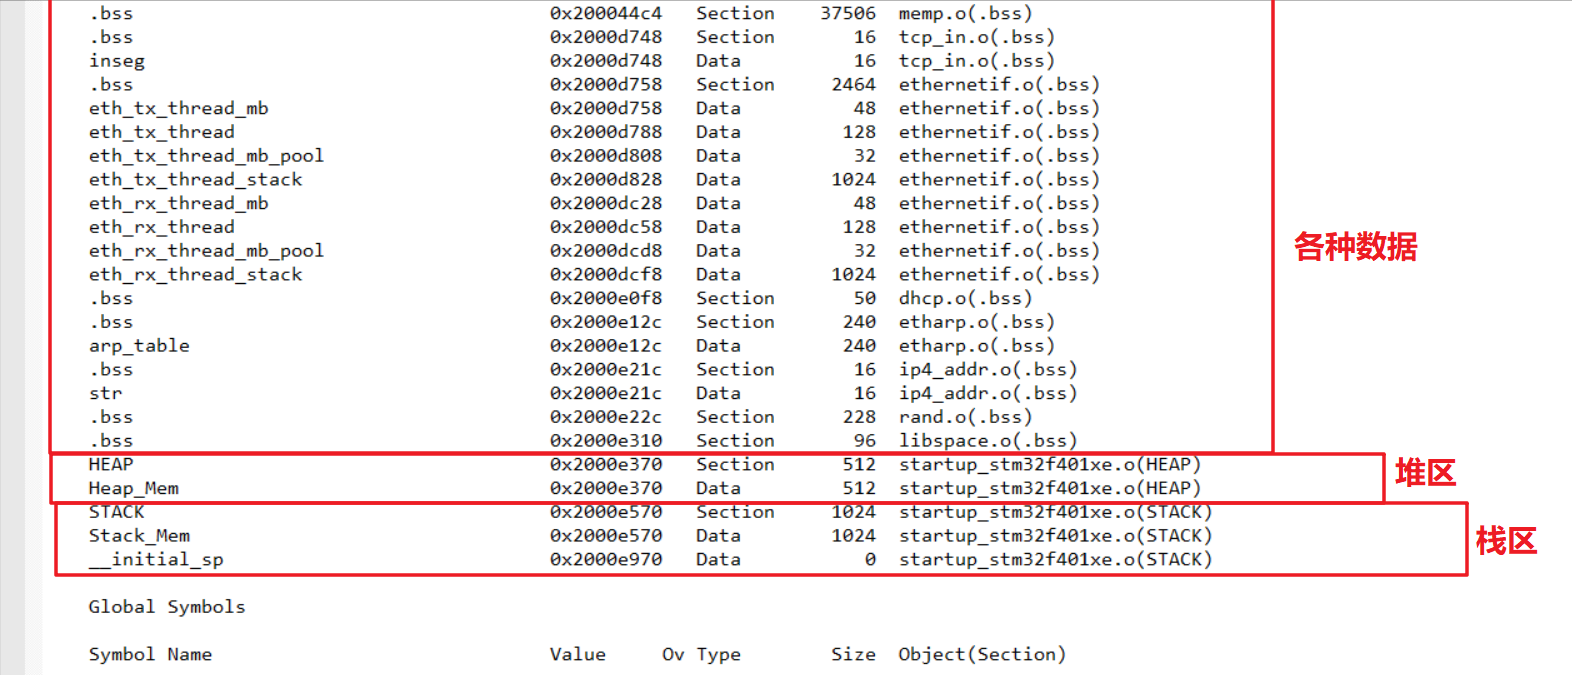 .bss 0x200044c4 Section 37506 memp.o(.bss)
.bss 0x2000d748 Section 16 tcp_in.o(.bss)
inseg 0x2000d748 Data 16 tcp_in.o(.bss)
.bss 0x2000d758 Section 2464 ethernetif.o(.bss)
eth_tx_thread_mb 0x2000d758 Data 48 ethernetif.o(.bss)
eth_tx_thread 0x2000d788 Data 128 ethernetif.o(.bss)
eth_tx_thread_mb_pool 0x2000d808 Data 32 ethernetif.o(.bss)
eth_tx_thread_stack 0x2000d828 Data 1024 ethernetif.o(.bss)
eth_rx_thread_mb 0x2000dc28 Data 48 ethernetif.o(.bss)
eth_rx_thread 0x2000dc58 Data 128 ethernetif.o(.bss)
eth_rx_thread_mb_pool 0x2000dcd8 Data 32 ethernetif.o(.bss)
各种数据
eth_rx_thread_stack 0x2000dcf8 Data 1024 ethernetif.o(.bss)
.bss 0x2000e0f8 Section 50 dhcp.o(.bss)
.bss 0x2000e12c Section 240 etharp.o(.bss)
arp_table 0x2000e12c Data 240 etharp.o(.bss)
.bss 0x2000e21c Section 16 ip4_addr.o(.bss)
str 0x2000e21c Data 16 ip4_addr.o(.bss)
.bss 0x2000e22c Section 228 rand.o(.bss)
.bss 0x2000e310 Section 96 libspace.o(.bss)
HEAP 0x2000e370 Section 512 startup_stm32f401xe.o(HEAP)
堆区
Heap_Mem 0x2000e370 Data 512 startup_stm32f401xe.o(HEAP)
STACK 0x2000e570 Section 1024 startup_stm32f401xe.o(STACK)
Stack_Mem 0x2000e570 Data 1024 startup_stm32f401xe.o(STACK)
栈区
__initial_sp 0x2000e970 Data 0 startup_stm32f401xe.o(STACK)
Global Symbols
Symbol Name Value Ov Type Size Object(Section)